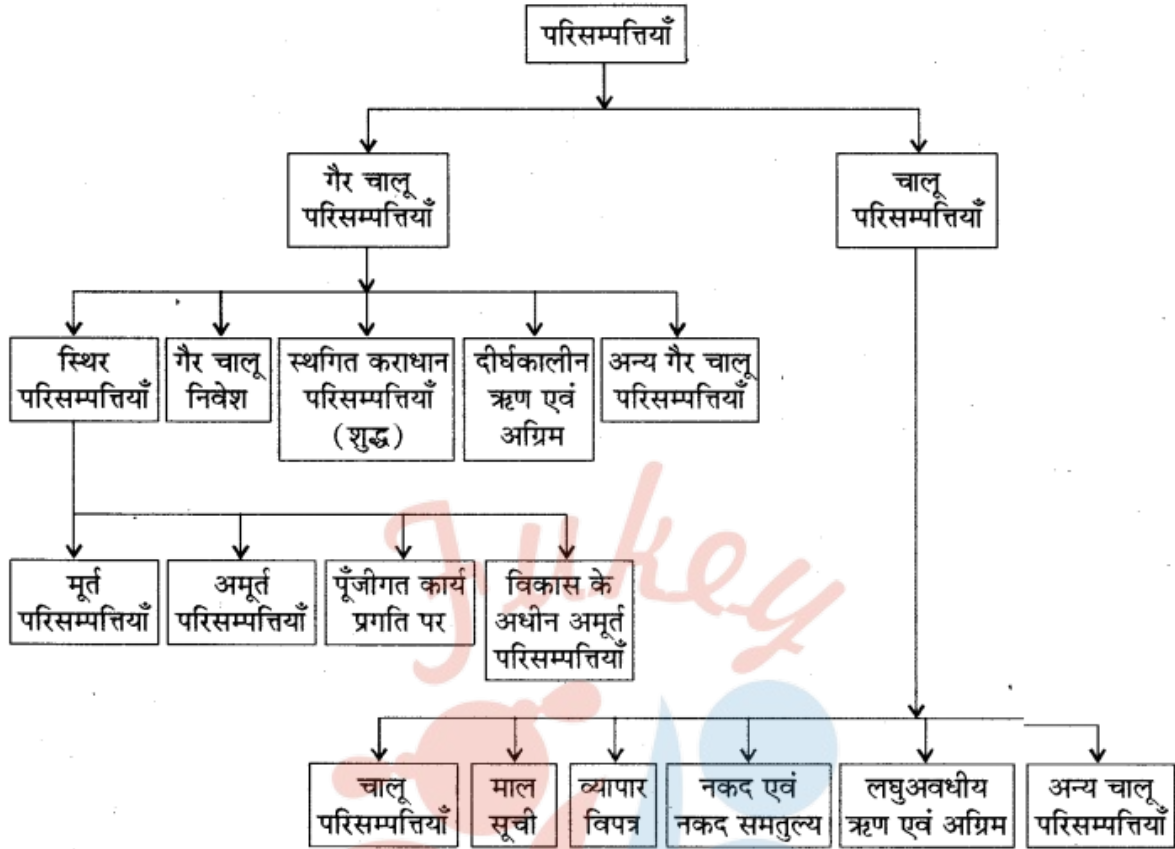 परिसम्पत्तियाँ
गैर चालू
परिसम्पत्तियाँ
चालू
परिसम्पत्तियाँ
स्थिर
परिसम्पत्तियाँ
गैर चालू
निवेश
स्थगित कराधान
परिसम्पत्तियाँ
(शुद्ध)
दीर्घकालीन
ऋण एवं
अग्रिम
अन्य गैर चालू
परिसम्पत्तियाँ
मूर्त
परिसम्पत्तियाँ
अमूर्त
परिसम्पत्तियाँ
पूँजीगत कार्य
प्रगति पर
विकास के
अधीन अमूर्त
परिसम्पत्तियाँ
Jukey
चालू
परिसम्पत्तियाँ
माल
सूची
व्यापार
विपत्र
नकद एवं
नकद समतुल्य
लघुअवधीय
ऋण एवं अग्रिम
अन्य चालू
परिसम्पत्तियाँ